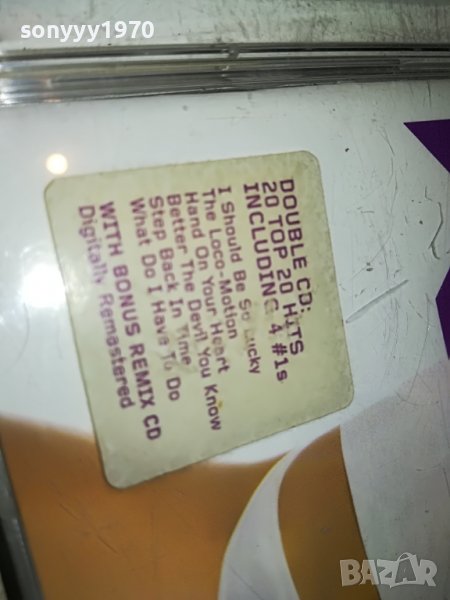 sonyyy1970
DOUBLE CD:
20 TOP 20 HITS
INCLUDING 4 #1s
I Should Be So Lucky
The Loco-Motion
Hand On Your Heart
Better The Devil You Know
Step Back In Time
What Do I Have To Do
WITH BONUS REMIX CD
Digitally Remastered
BAZAR